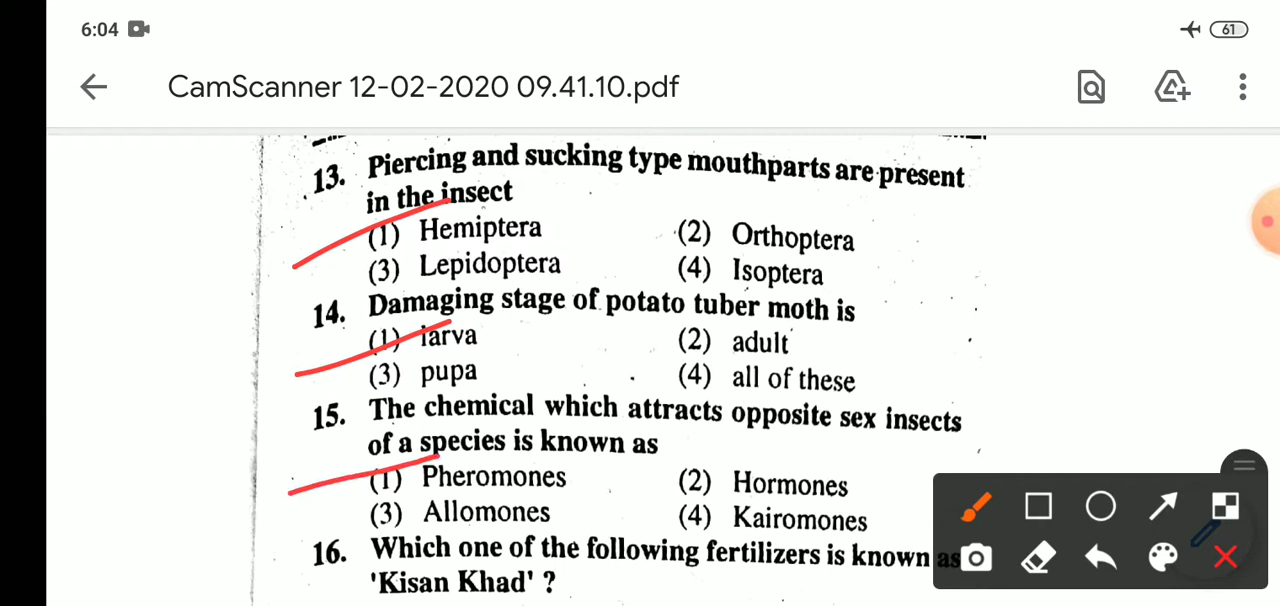 6:04
61
CamScanner 12-02-2020 09.41.10.pdf
13. Piercing and sucking type mouthparts are present
in the insect
(1) Hemiptera (2) Orthoptera
(3) Lepidoptera (4) Isoptera
14. Damaging stage of potato tuber moth is
(1) larva (2) adult
(3) pupa (4) all of these
15. The chemical which attracts opposite sex insects
of a species is known as
(1) Pheromones (2) Hormones
(3) Allomones (4) Kairomones
16. Which one of the following fertilizers is known as
'Kisan Khad' ?